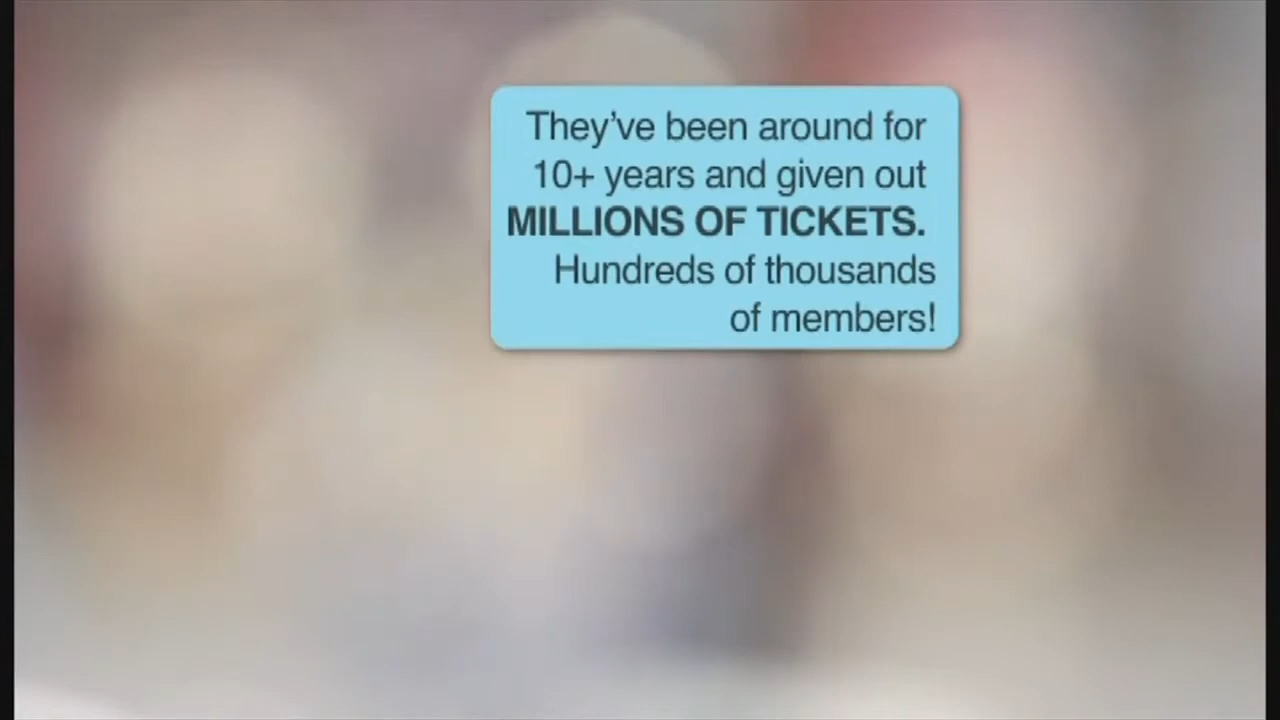 They’ve been around for
10+ years and given out
MILLIONS OF TICKETS.
Hundreds of thousands
of members!